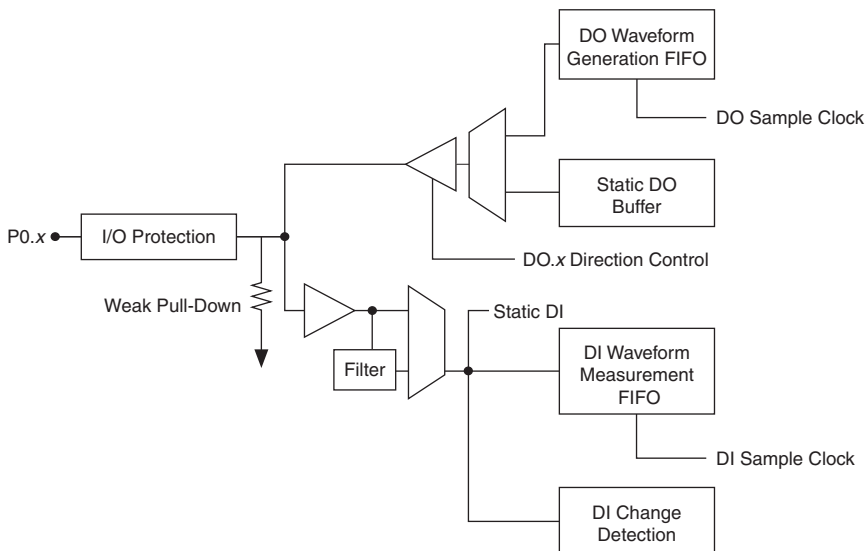 DO Waveform
Generation FIFO
DO Sample Clock
Static DO
Buffer
P0.x
I/O Protection
DO.x Direction Control
Weak Pull-Down
Static DI
Filter
DI Waveform
Measurement
FIFO
DI Sample Clock
DI Change
Detection